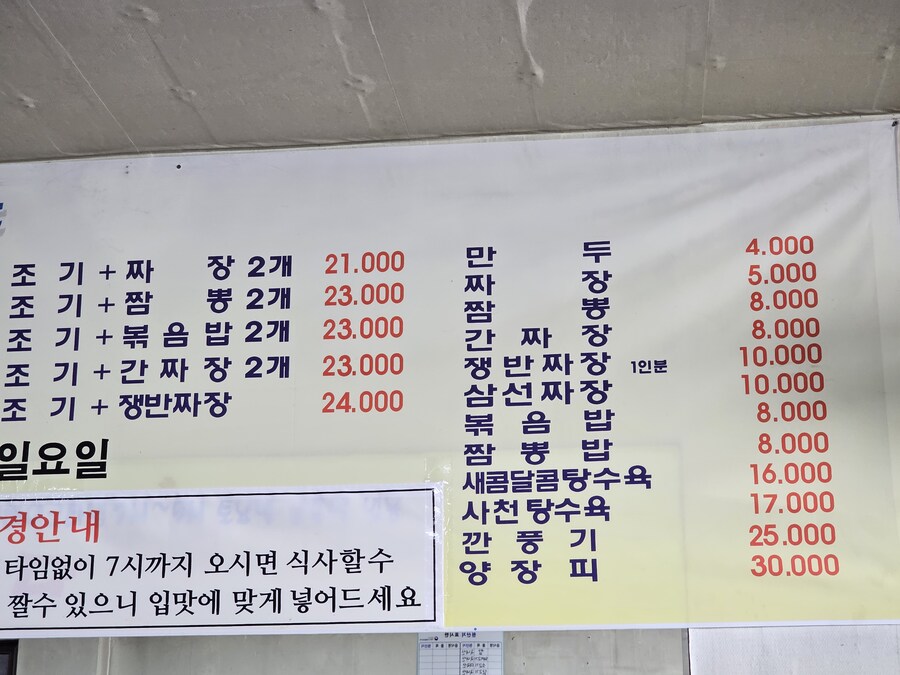 조 기 + 짜 장 2개 21.000
조 기 + 짬 뽕 2개 23.000
조 기 + 볶음밥 2개 23.000
조 기 + 간 짜 장 2개 23.000
조 기 + 쟁반짜장 24.000
일요일
경안내
타임없이 7시까지 오시면 식사할수
짤수 있으니 입맛에 맞게 넣어드세요
만 두 4.000
짜 장 5.000
짬 뽕 8.000
간 짜 장 8.000
쟁반짜장 1인분 10.000
삼선짜장 10.000
볶 음 밥 8.000
짬 뽕 밥 8.000
새콤달콤탕수육 16.000
사천탕수육 17.000
깐 풍 기 25.000
양 장 피 30.000